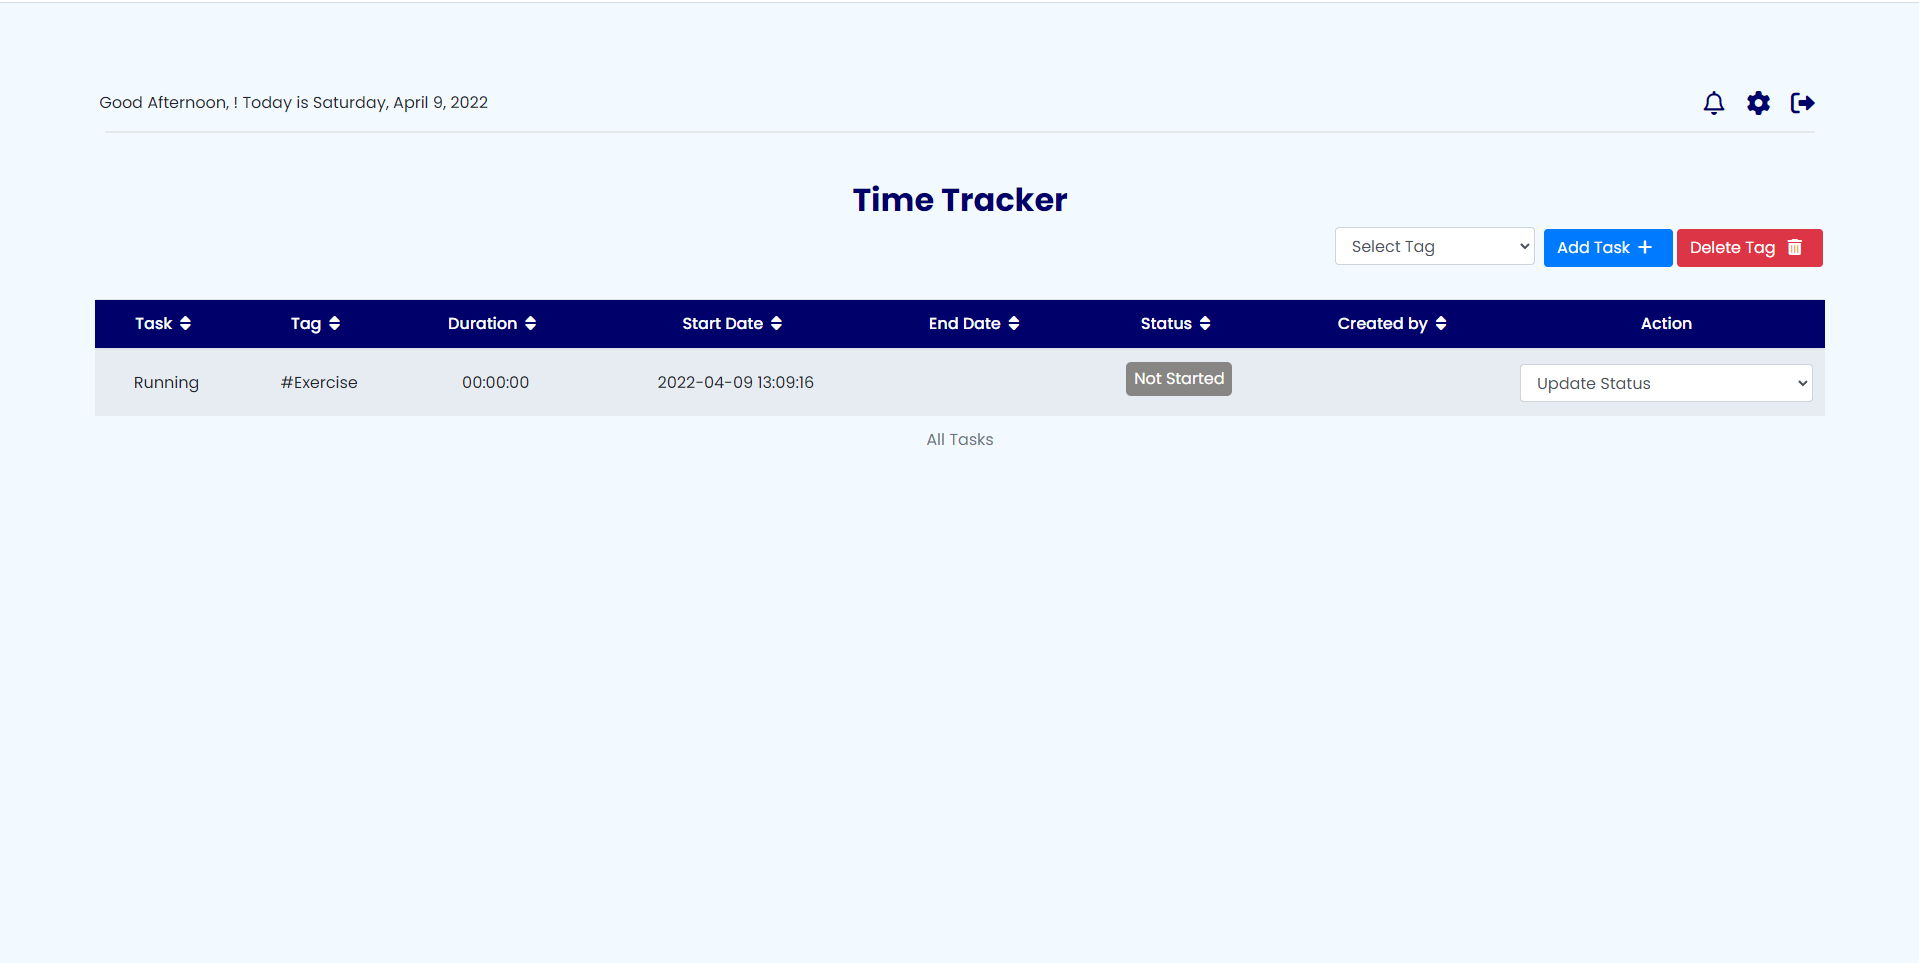 Good Afternoon, ! Today is Saturday, April 9, 2022
Time Tracker
Select Tag Add Task + Delete Tag
Task Tag Duration Start Date End Date Status Created by Action
Running #Exercise 00:00:00 2022-04-09 13:09:16 Not Started Update Status
All Tasks